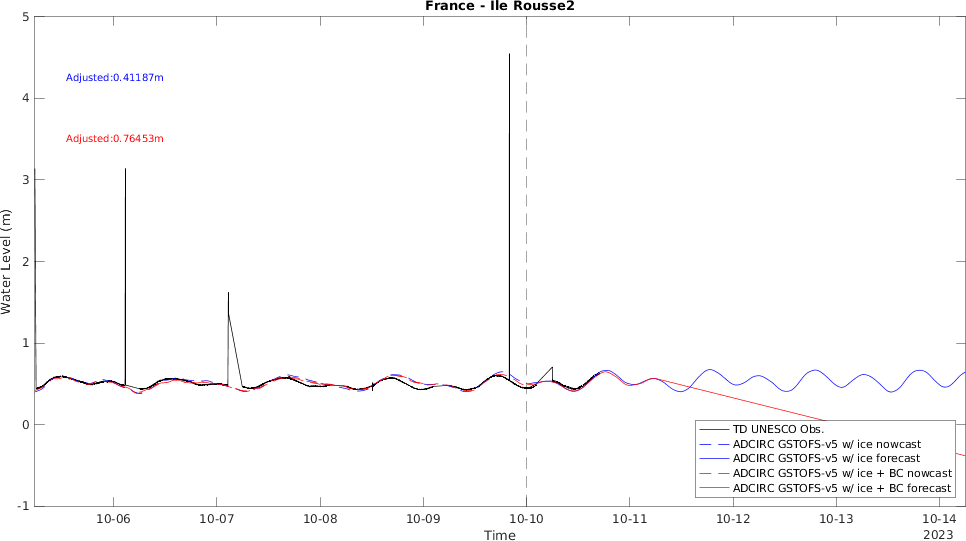 France - Ile Rousse2
Adjusted:0.41187m
Adjusted:0.76453m
Water Level (m)
5
4
3
2
1
0
-1
10-06
10-07
10-08
10-09
10-10
10-11
10-12
10-13
10-14
2023
Time
TD UNESCO Obs.
ADCIRC GSTOFS-v5 w/ ice nowcast
ADCIRC GSTOFS-v5 w/ ice forecast
ADCIRC GSTOFS-v5 w/ ice + BC nowcast
ADCIRC GSTOFS-v5 w/ ice + BC forecast